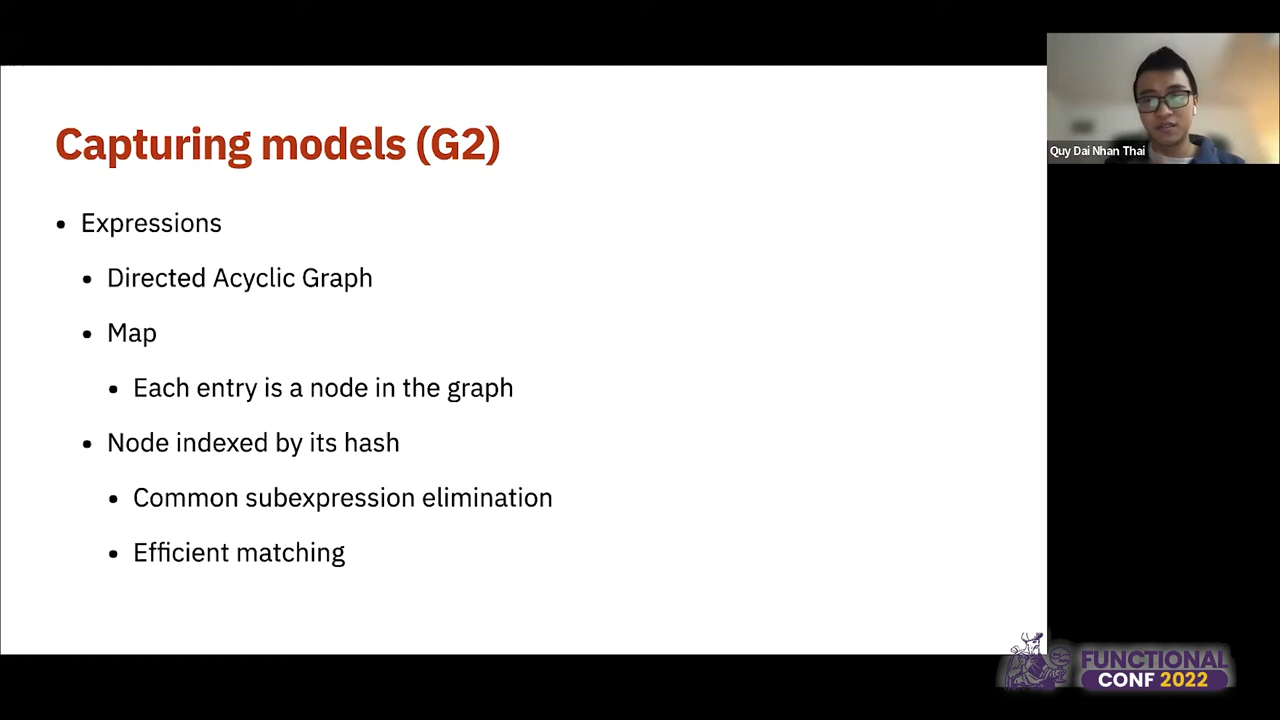 Capturing models (G2)
• Expressions
• Directed Acyclic Graph
• Map
• Each entry is a node in the graph
• Node indexed by its hash
• Common subexpression elimination
• Efficient matching
Quy Dai Nhan Thai
FUNCTIONAL
CONF 2022